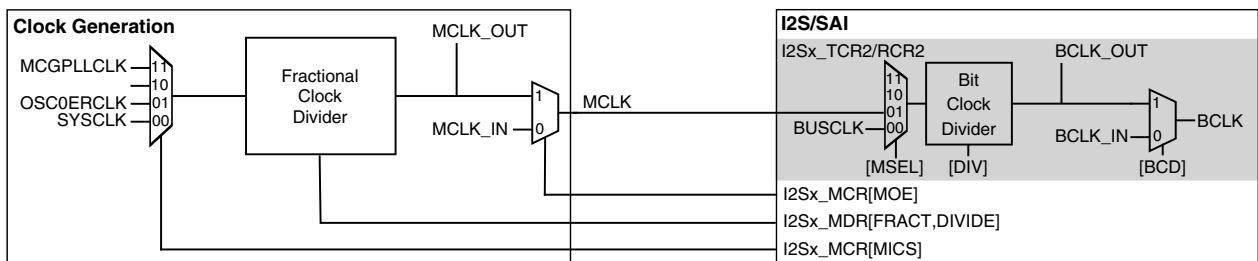 Clock Generation
MCGPLLCLK
OSC0ERCLK
SYSCLK
11
10
01
00
Fractional
Clock
Divider
MCLK_OUT
MCLK_IN
1
0
MCLK
I2S/SAI
I2Sx_TCR2/RCR2
BUSCLK
11
10
01
00
[MSEL]
Bit
Clock
Divider
[DIV]
BCLK_OUT
BCLK_IN
1
0
[BCD]
BCLK
I2Sx_MCR[MOE]
I2Sx_MDR[FRACT,DIVIDE]
I2Sx_MCR[MICS]